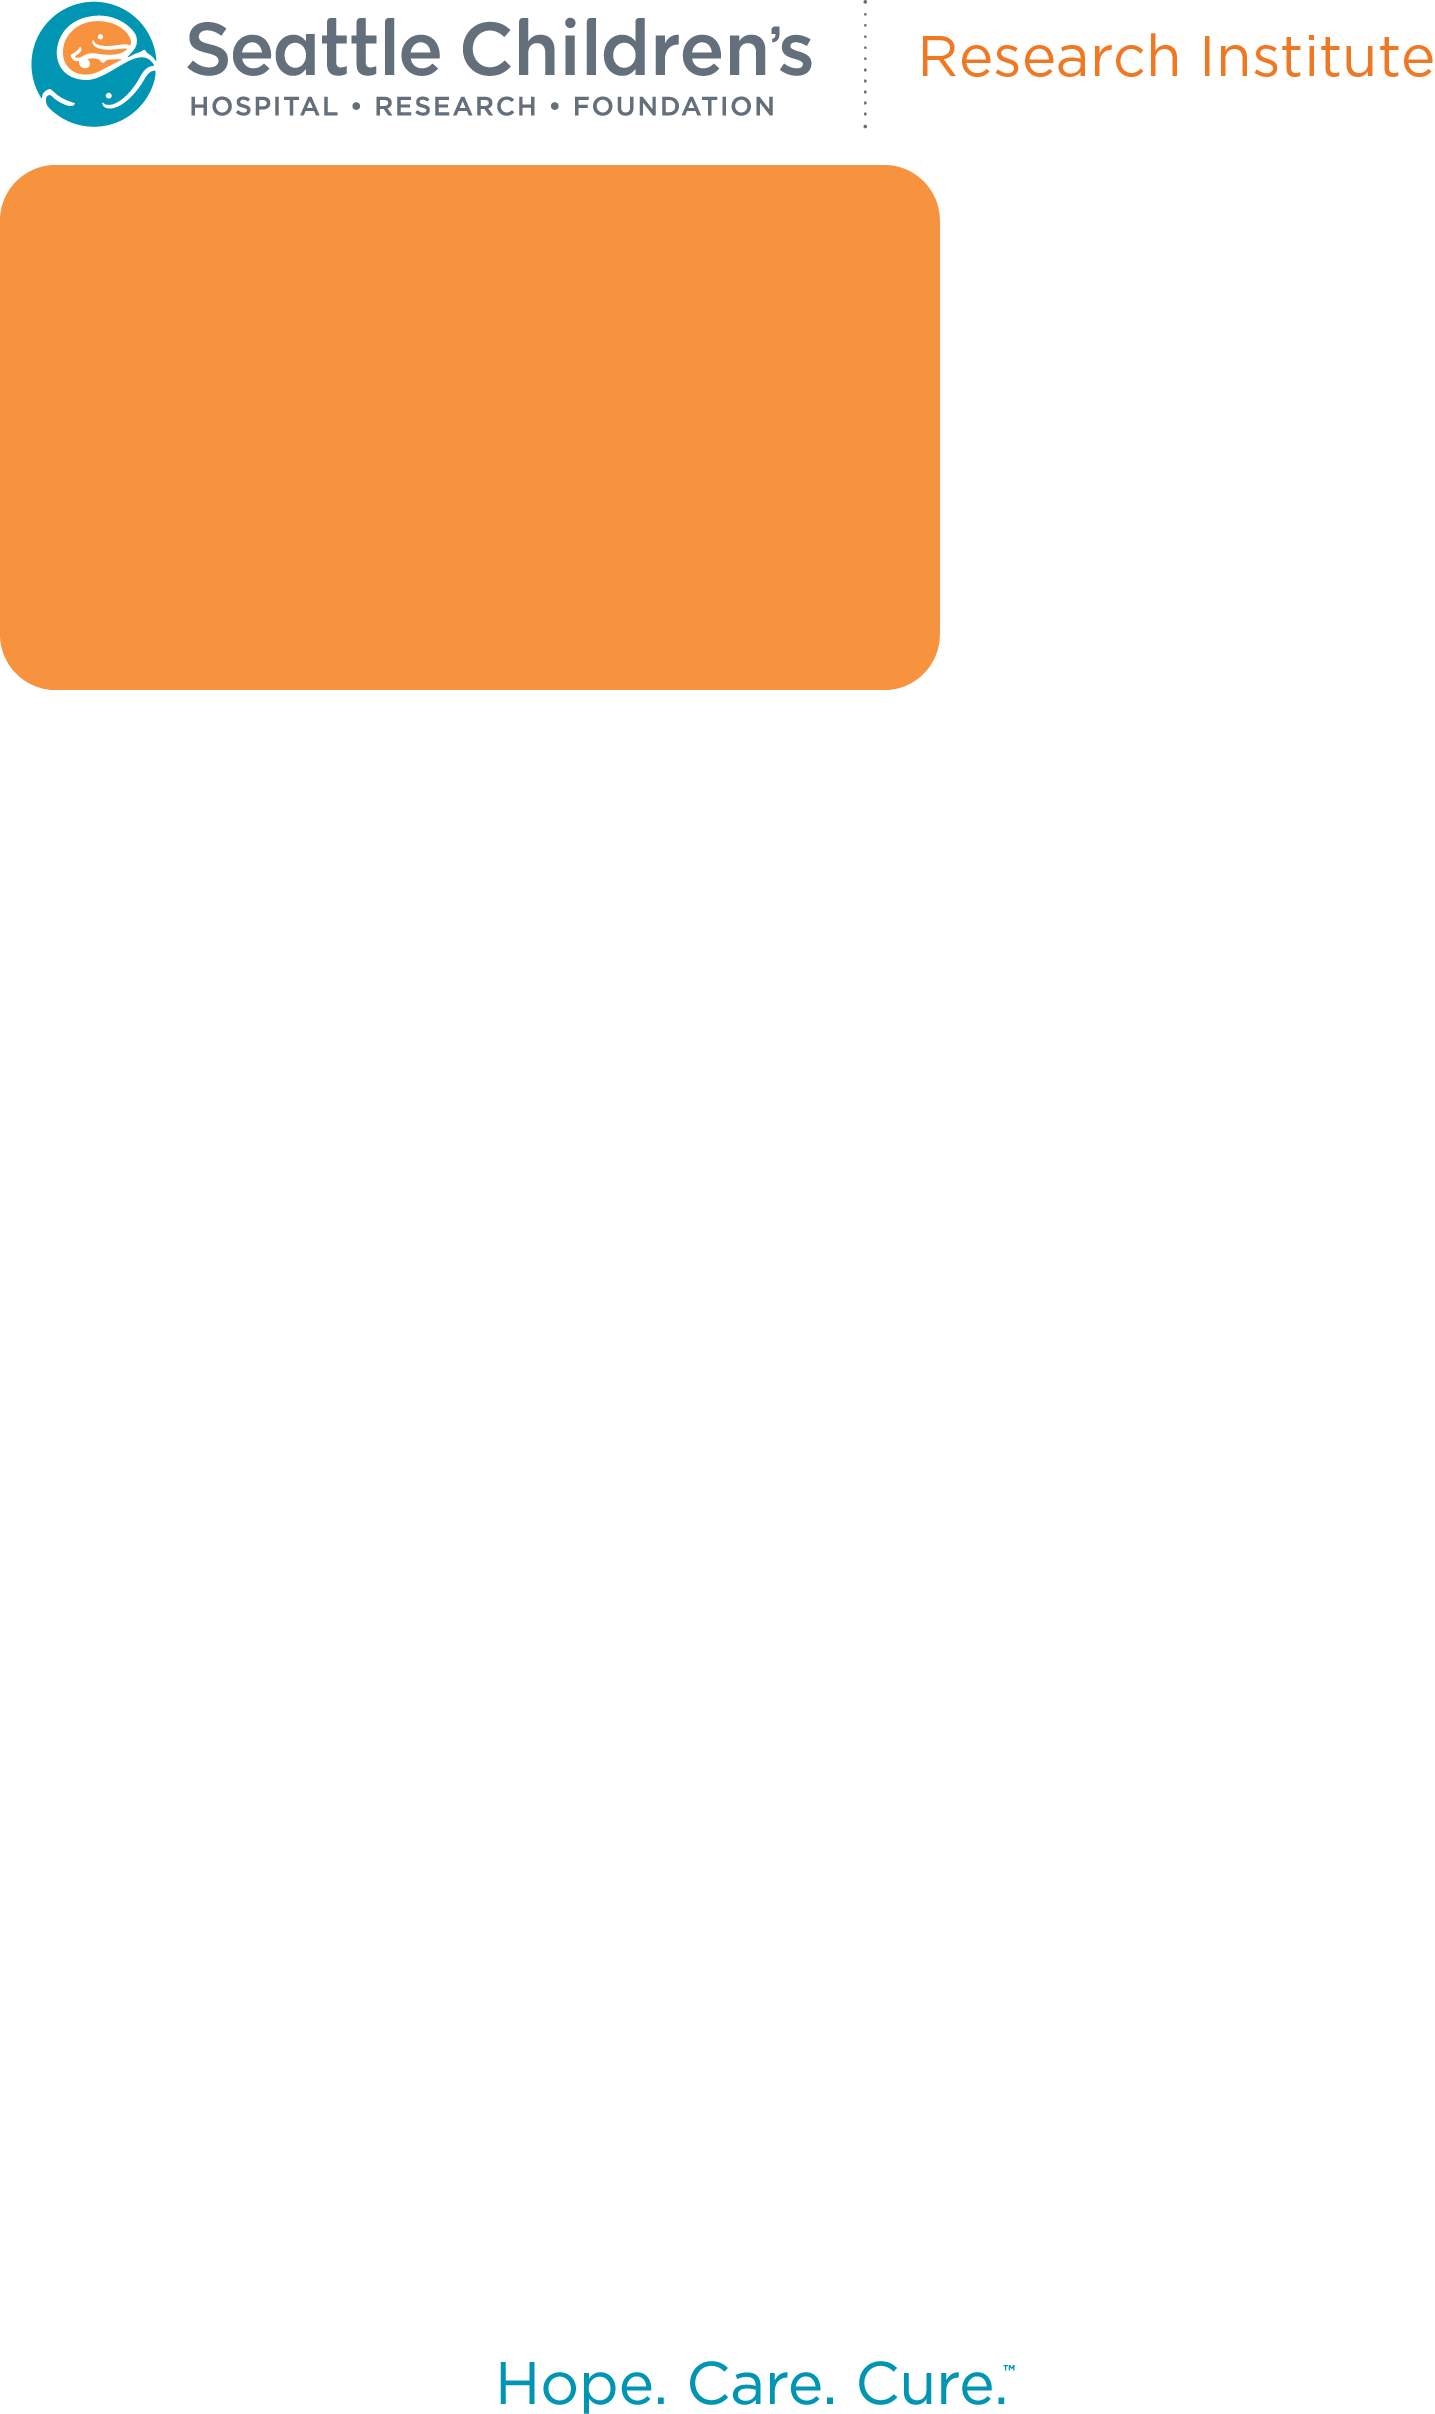 Seattle Children's
HOSPITAL • RESEARCH • FOUNDATION
Research Institute
Hope. Care. Cure.™